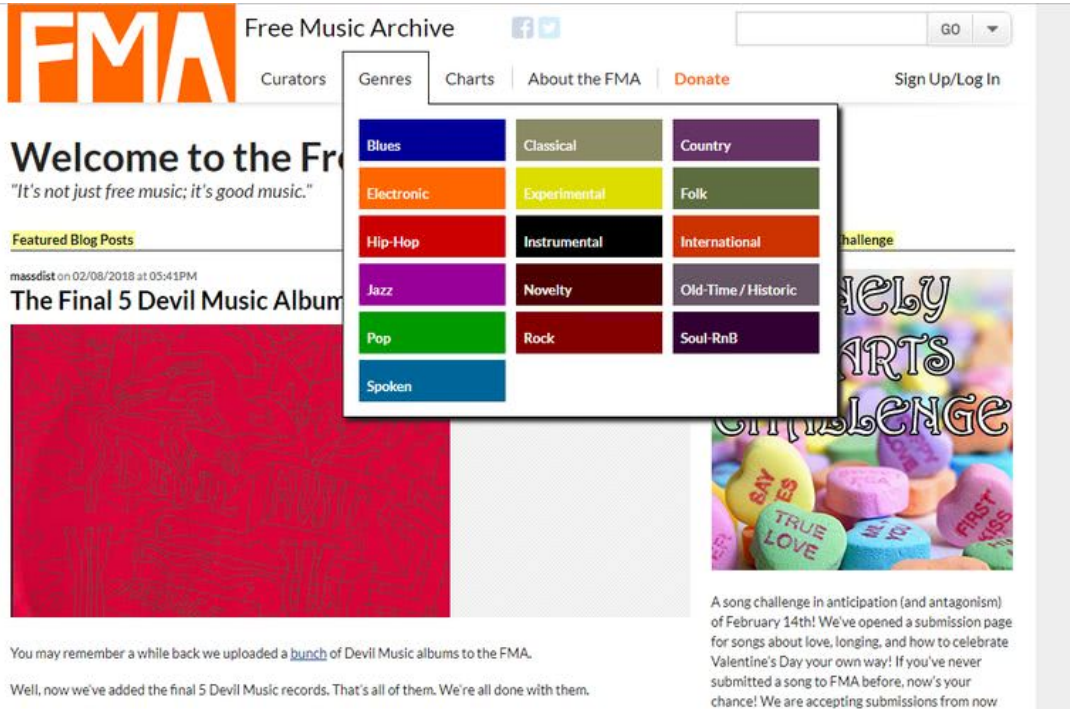 FMA
Free Music Archive
GO
Curators
Genres
Charts
About the FMA
Donate
Sign Up/Log In
Blues
Classical
Country
Electronic
Experimental
Folk
Hip-Hop
Instrumental
International
Jazz
Novelty
Old-Time / Historic
Pop
Rock
Soul-RnB
Spoken
Welcome to the Fr
"It's not just free music; it's good music."
Featured Blog Posts
massdist on 02/08/2018 at 05:41PM
The Final 5 Devil Music Album
You may remember a while back we uploaded a bunch of Devil Music albums to the FMA.
Well, now we've added the final 5 Devil Music records. That's all of them. We're all done with them.
hallenge
NELY
ARTS
CHALLENGE
SAY
YES
TRUE
LOVE
YOU
FIRST
KISS
A song challenge in anticipation (and antagonism)
of February 14th! We've opened a submission page
for songs about love, longing, and how to celebrate
Valentine's Day your own way! If you've never
submitted a song to FMA before, now's your
chance! We are accepting submissions from now